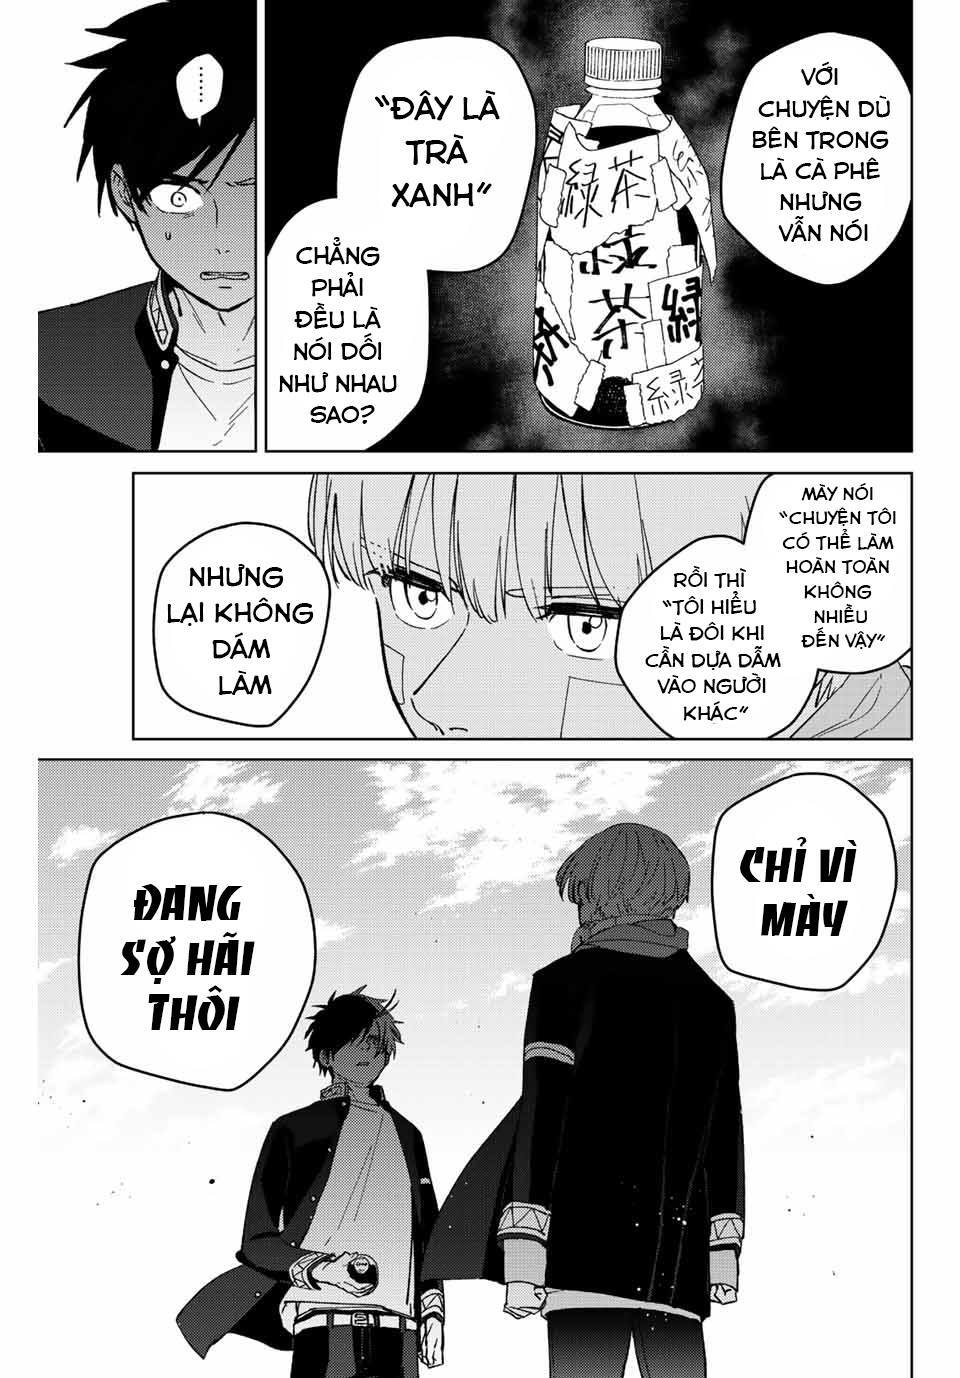 VỚI
CHUYỆN DÙ
BÊN TRONG
LÀ CÀ PHÊ
NHƯNG
VẪN NÓI
緑茶
緑
茶
緑
茶
緑茶
"ĐÂY LÀ
TRÀ
XANH"
CHẲNG
PHẢI
ĐỀU LÀ
NÓI DỐI
NHƯ NHAU
SAO?
......
MÀY NÓI
"CHUYỆN TÔI
CÓ THỂ LÀM
HOÀN TOÀN
KHÔNG
NHIỀU
ĐẾN VẬY"
RỒI THÌ
"TÔI HIỂU
LÀ ĐÔI KHI
CẦN DỰA DẪM
VÀO NGƯỜI
KHÁC"
NHƯNG
LẠI KHÔNG
DÁM
LÀM
CHỈ VÌ
MÀY
ĐANG
SỢ HÃI
THÔI